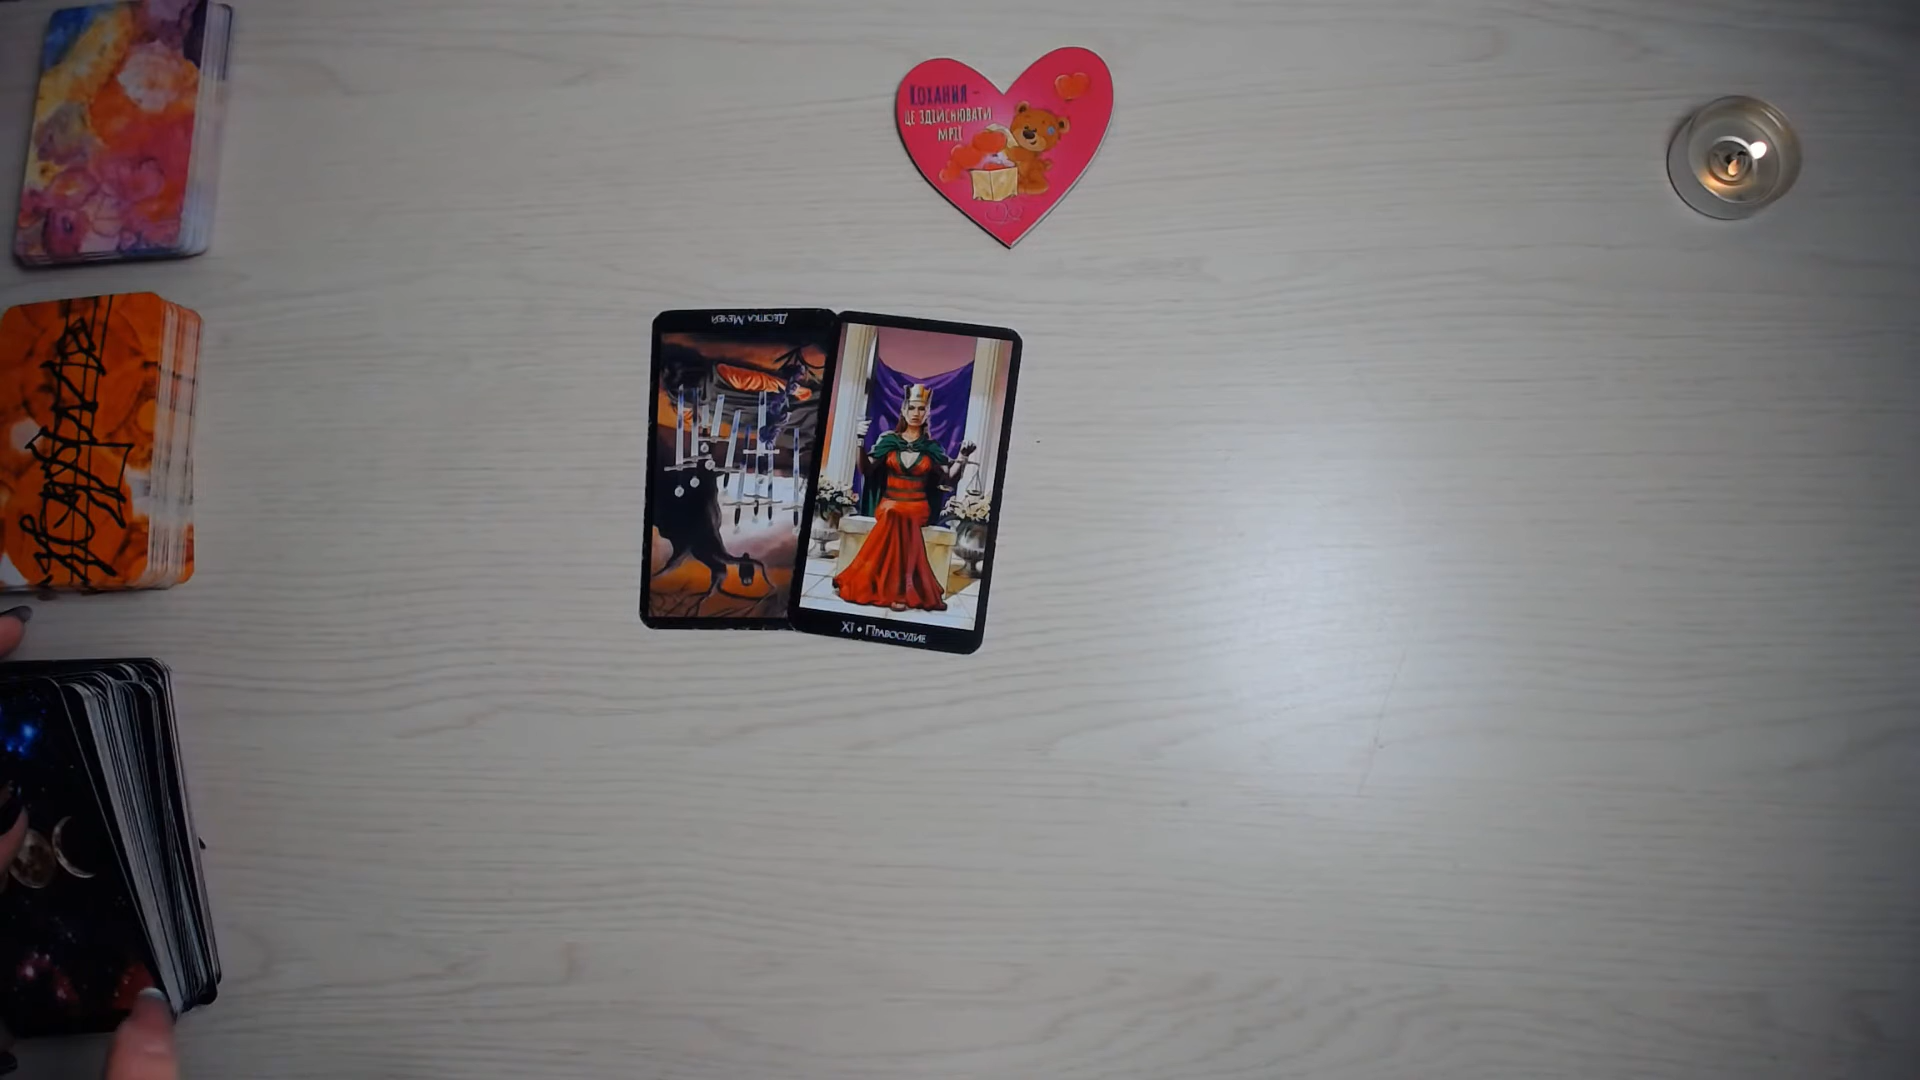 КОХАННЯ -
ЦЕ ЗДІЙСНЮВАТИ
МРІЇ
Десятка Мечей
XI • Правосудие